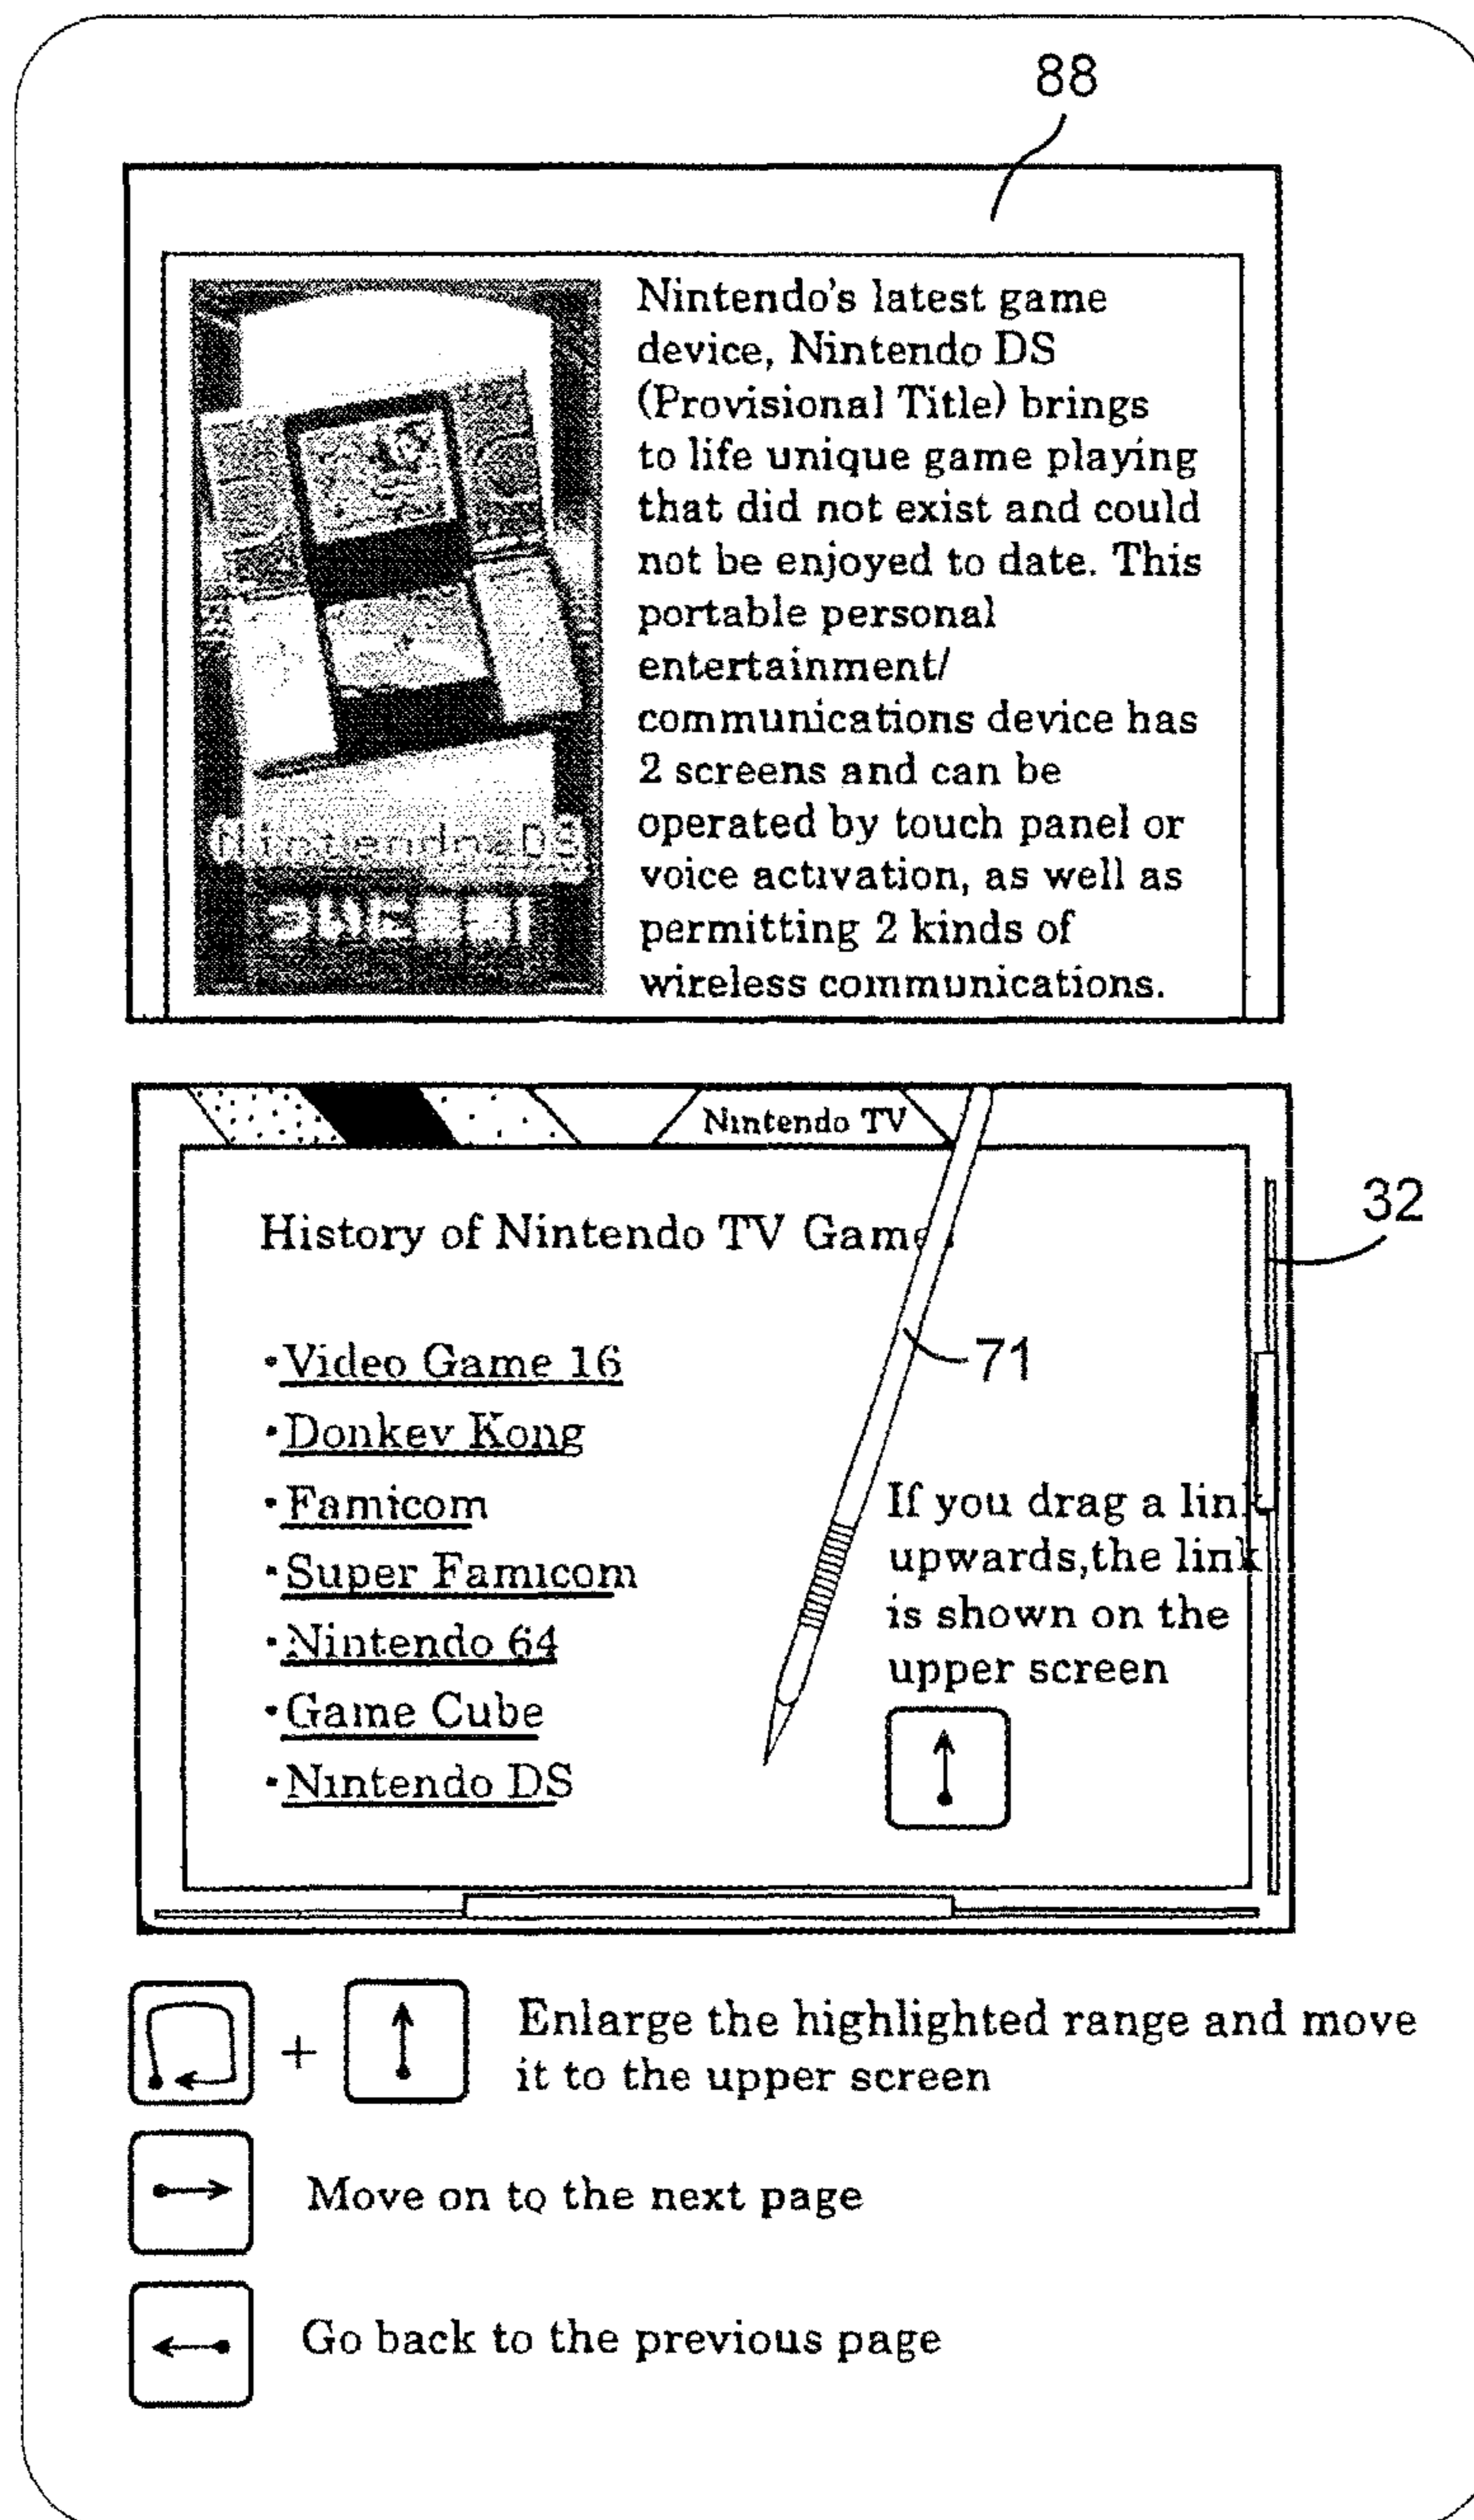 88
Nintendo's latest game
device, Nintendo DS
(Provisional Title) brings
to life unique game playing
that did not exist and could
not be enjoyed to date. This
portable personal
entertainment/
communications device has
2 screens and can be
operated by touch panel or
voice activation, as well as
permitting 2 kinds of
wireless communications.
Nintendo DS
Nintendo TV
32
History of Nintendo TV
71
•Video Game 16
•Donkey Kong
•Famicom
•Super Famicom
•Nintendo 64
•Game Cube
•Nintendo DS
If you drag a link
upwards,the link
is shown on the
upper screen
+
Enlarge the highlighted range and move
it to the upper screen
Move on to the next page
Go back to the previous page